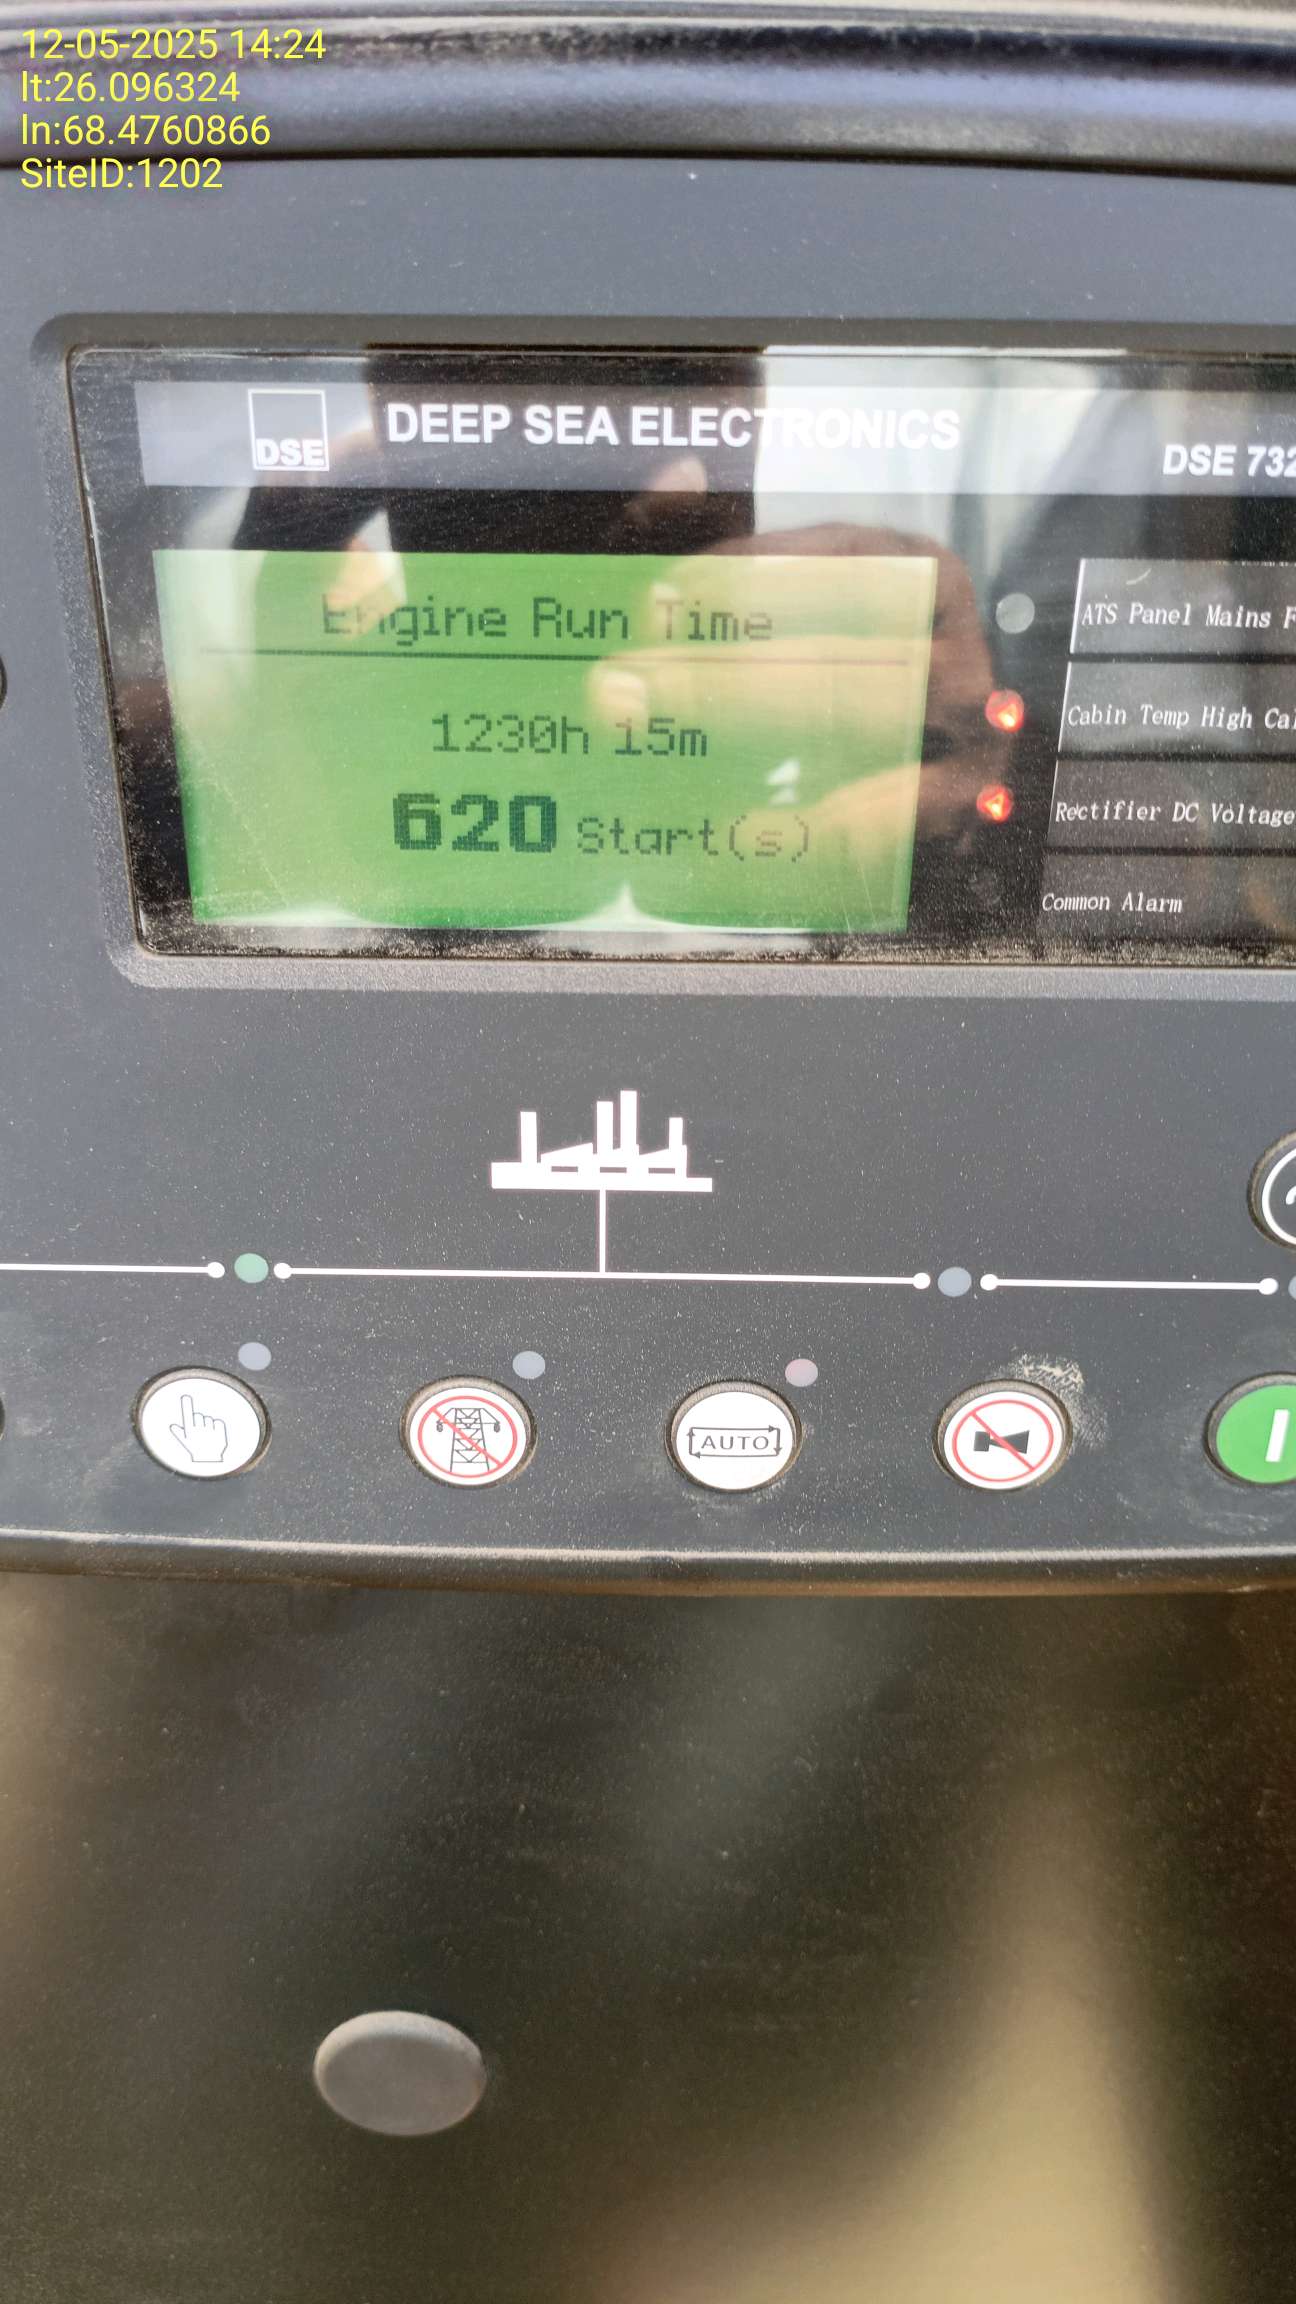 12-05-2025 14:24
lt:26.096324
ln:68.4760866
SiteID:1202
DSE
DEEP SEA ELECTRONICS
DSE 732
Engine Run Time
1230h 15m
620 Start(s)
ATS Panel Mains F
Cabin Temp High Ca
Rectifier DC Voltage
Common Alarm
AUTO